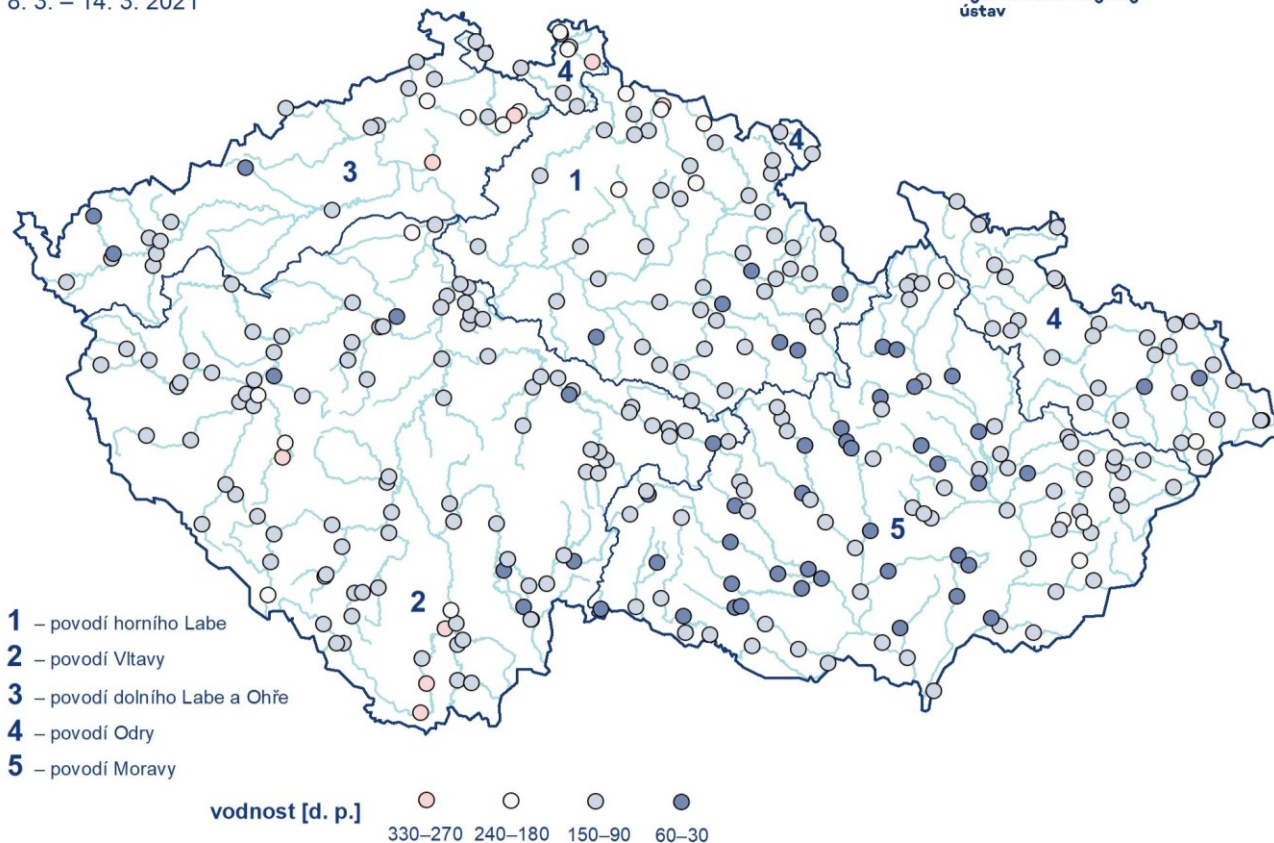 8. 3. – 14. 3. 2021
ústav
4
4
3
1
4
5
2
1 – povodí horního Labe
2 – povodí Vltavy
3 – povodí dolního Labe a Ohře
4 – povodí Odry
5 – povodí Moravy
vodnost [d. p.]
330–270 240–180 150–90 60–30